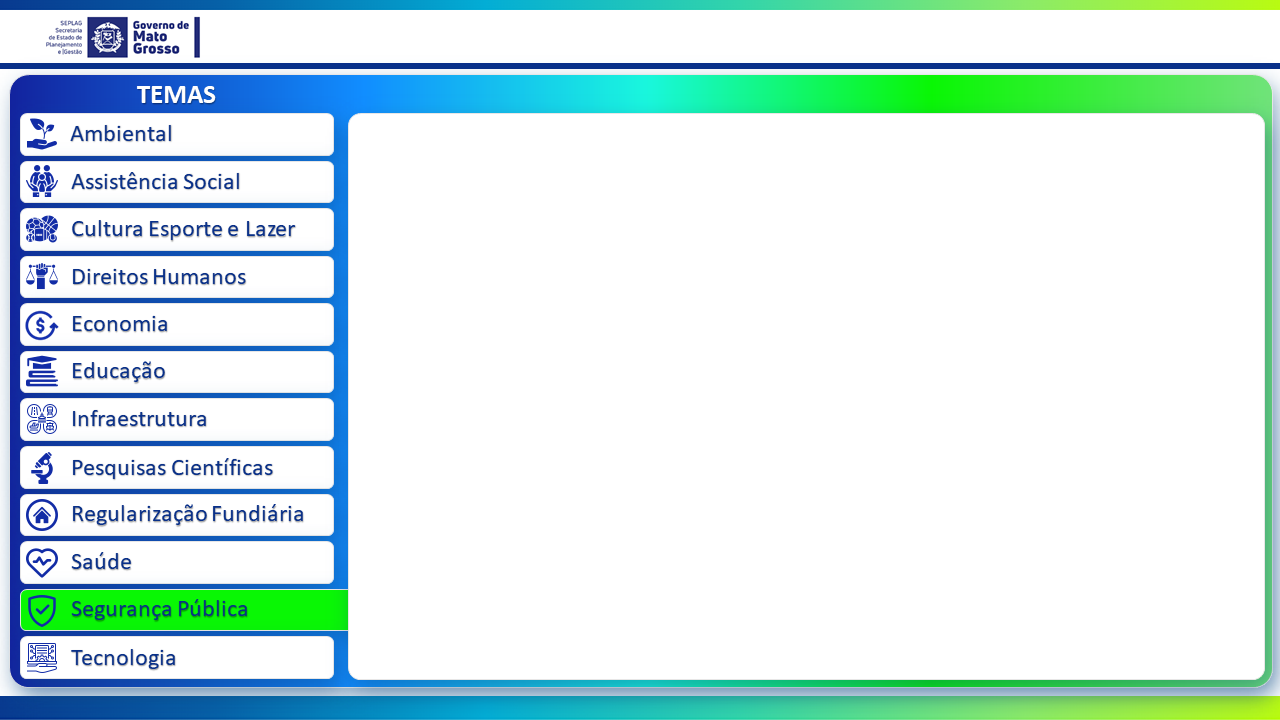 SEPLAG
Secretaria
de Estado de
Planejamento
e |Gestão
Governo de
Mato
Grosso
TEMAS
Ambiental
Assistência Social
Cultura Esporte e Lazer
Direitos Humanos
Economia
Educação
Infraestrutura
Pesquisas Científicas
Regularização Fundiária
Saúde
Segurança Pública
Tecnologia